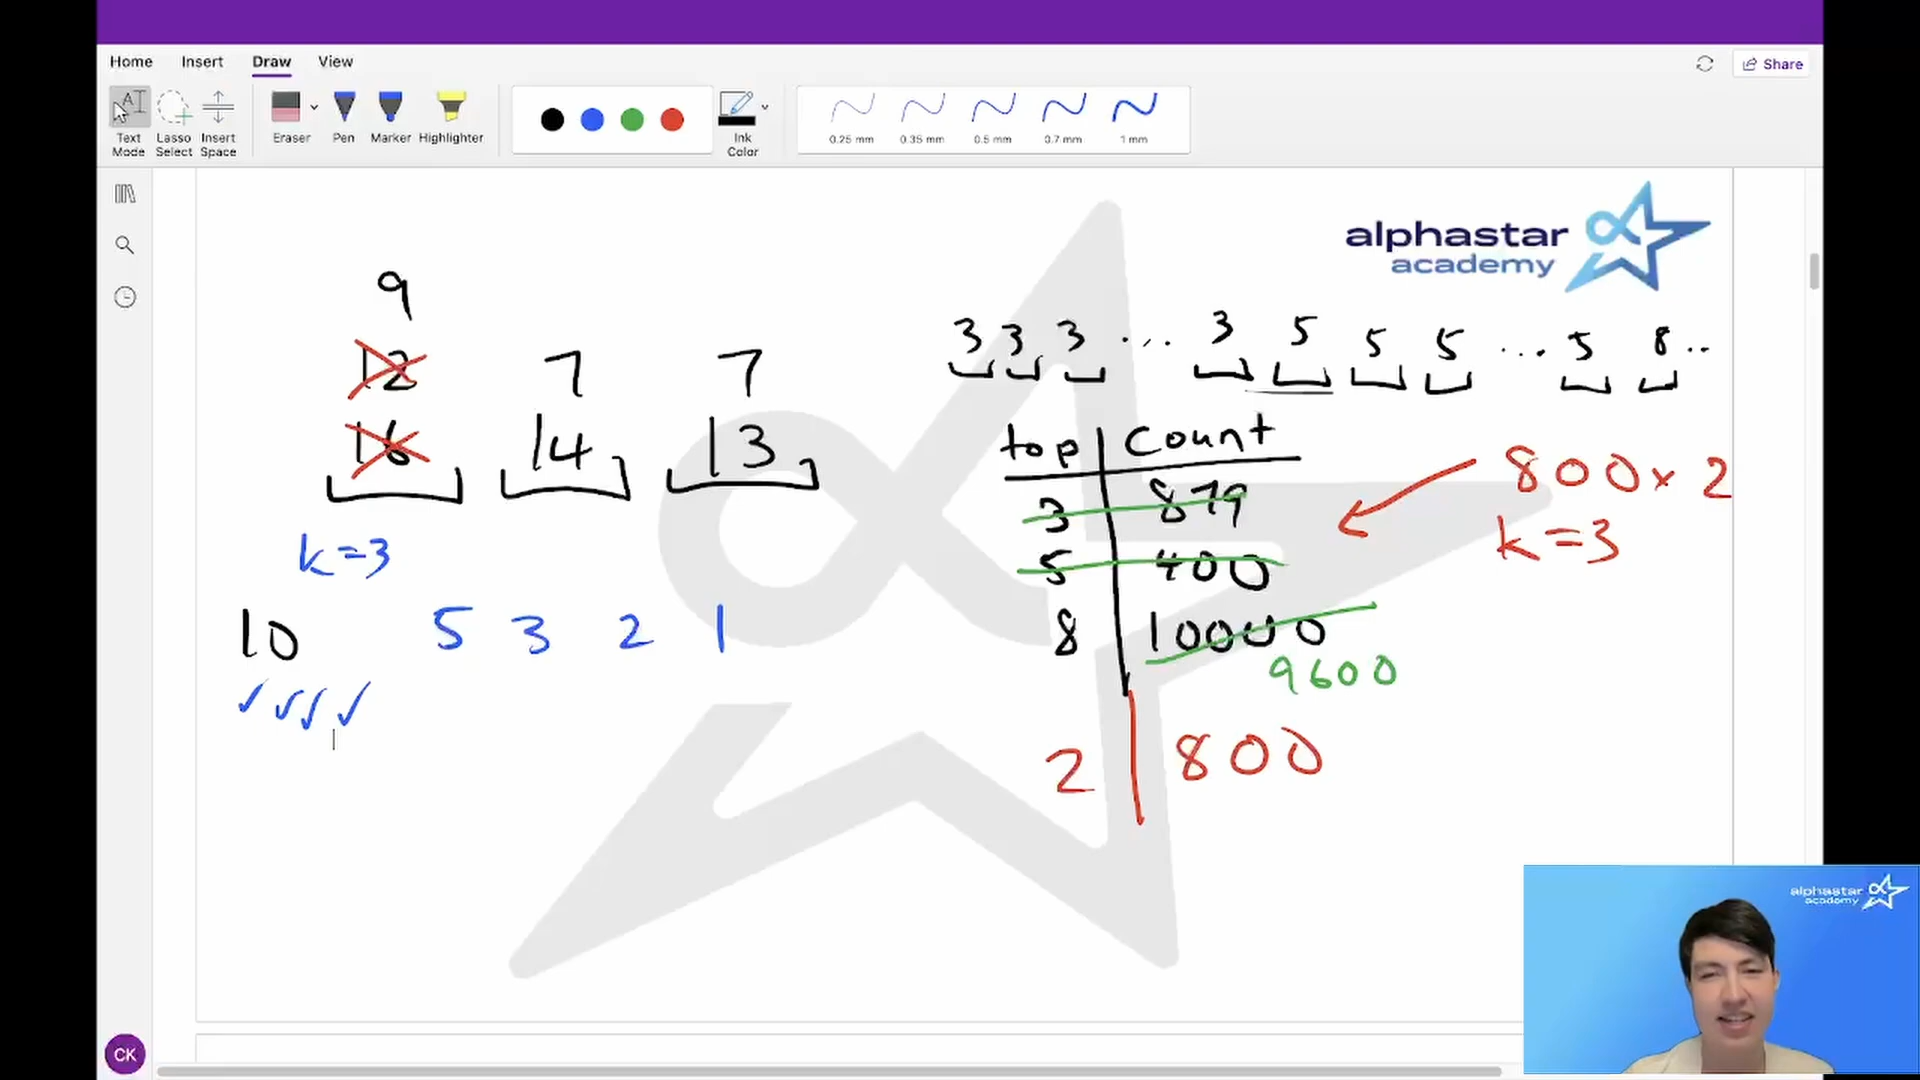 Home Insert Draw View
Share
Text Mode
Lasso Select
Insert Space
Eraser
Pen
Marker
Highlighter
Ink Color
0.25 mm
0.35 mm
0.5 mm
0.7 mm
1 mm
alphastar
academy
9
12 7 7
16 14 13
k=3
10 5 3 2 1
3 3 3 ... 3 5 5 5 ... 5 8 ..
top count
3 879
5 400
8 10000
9600
2 800
800x2
k=3
alphastar
academy
CK